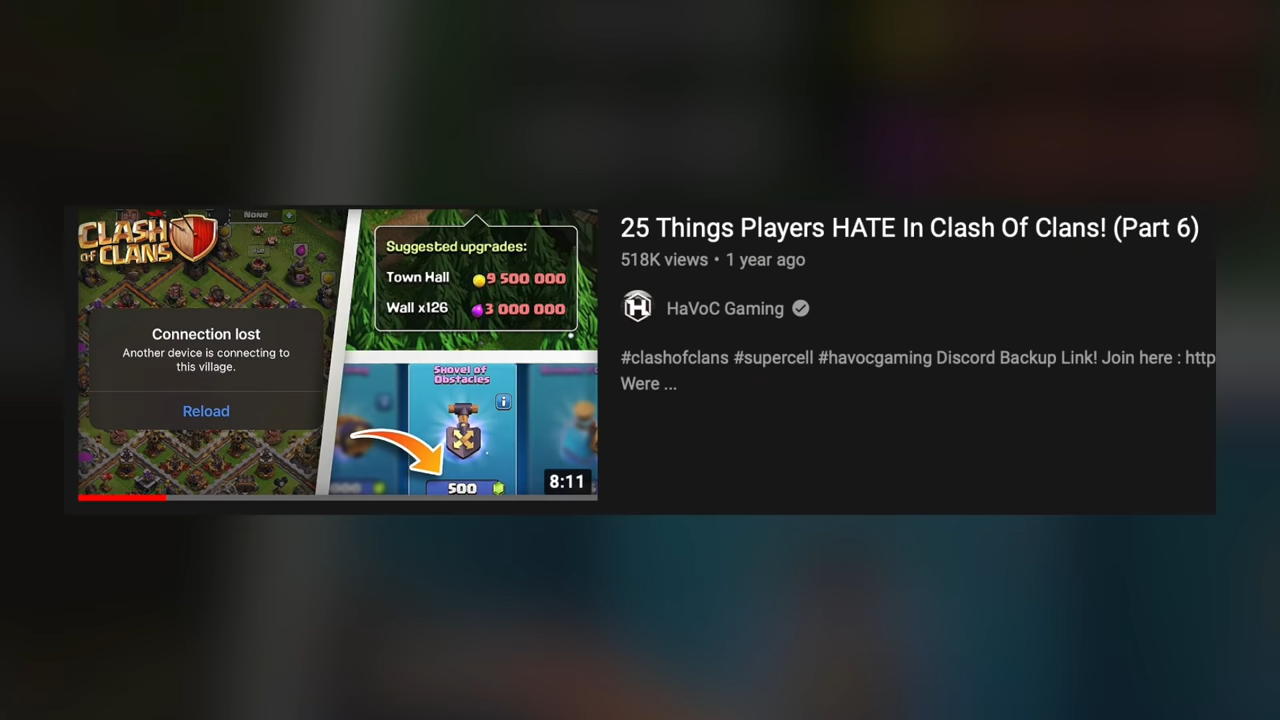 None
CLASH
OF CLANS
Connection lost
Another device is connecting to
this village.
Reload
Suggested upgrades:
Town Hall 9 500 000
Wall x126 3 000 000
Shovel of
Obstacles
i
500
8:11
25 Things Players HATE In Clash Of Clans! (Part 6)
518K views • 1 year ago
HaVoC Gaming
#clashofclans #supercell #havocgaming Discord Backup Link! Join here : http
Were ...